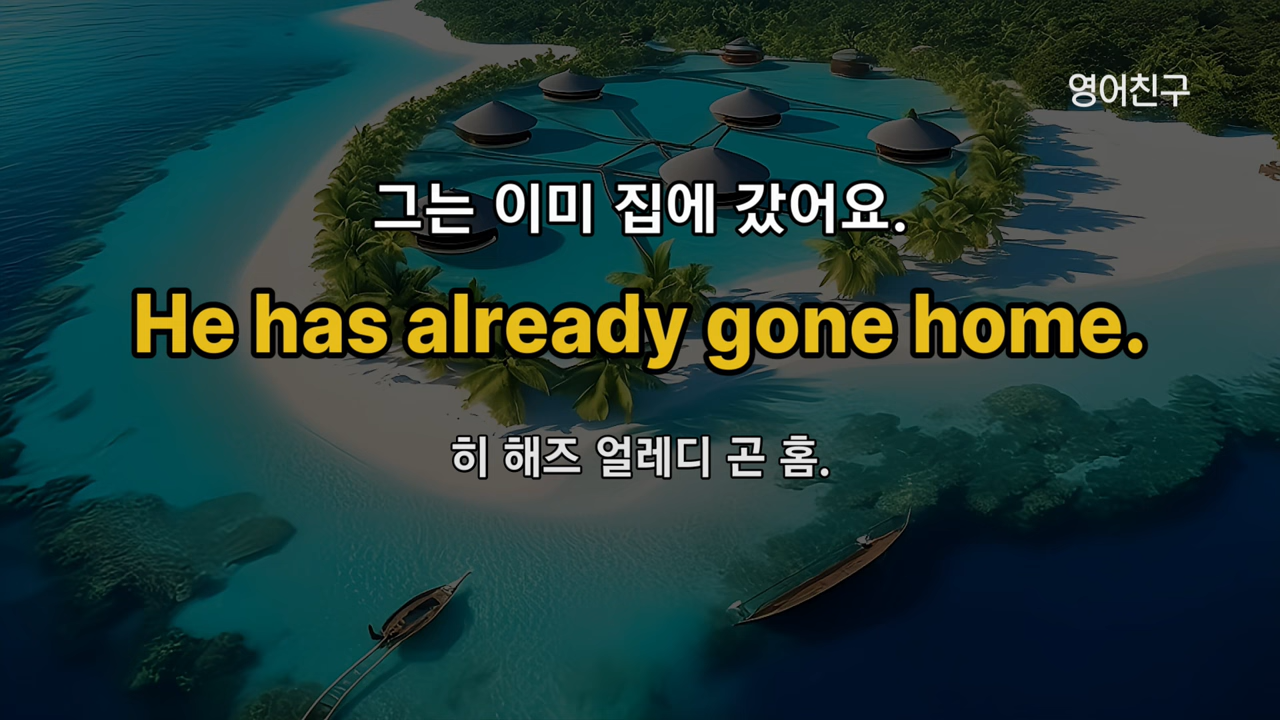 영어친구
그는 이미 집에 갔어요.
He has already gone home.
히 해즈 얼레디 곤 홈.